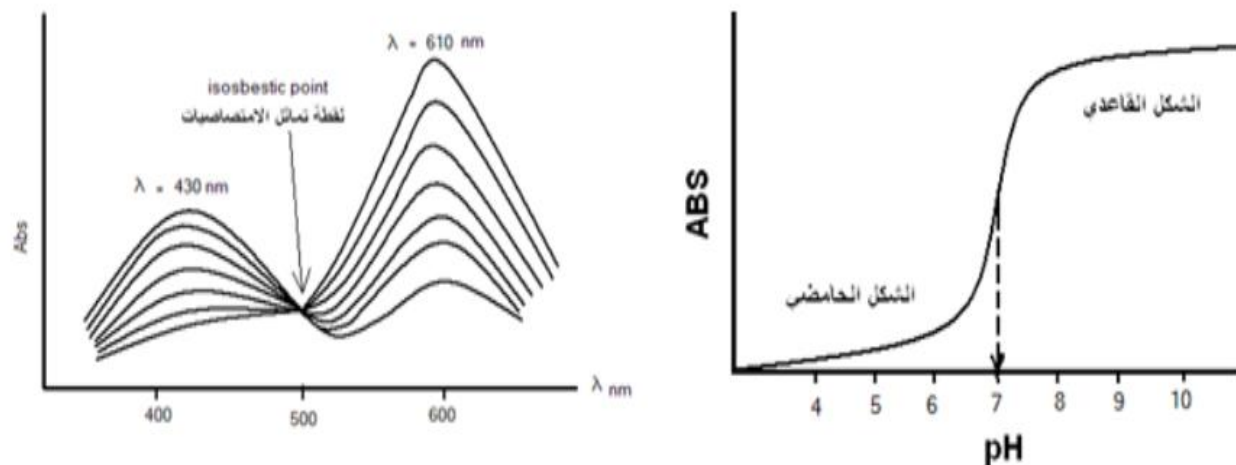 λ = 610 nm
isosbestic point
نقطة تماثل الامتصاصيات
λ = 430 nm
Abs
400
500
600
λ nm
ABS
الشكل القاعدي
الشكل الحامضي
4 5 6 7 8 9 10
pH